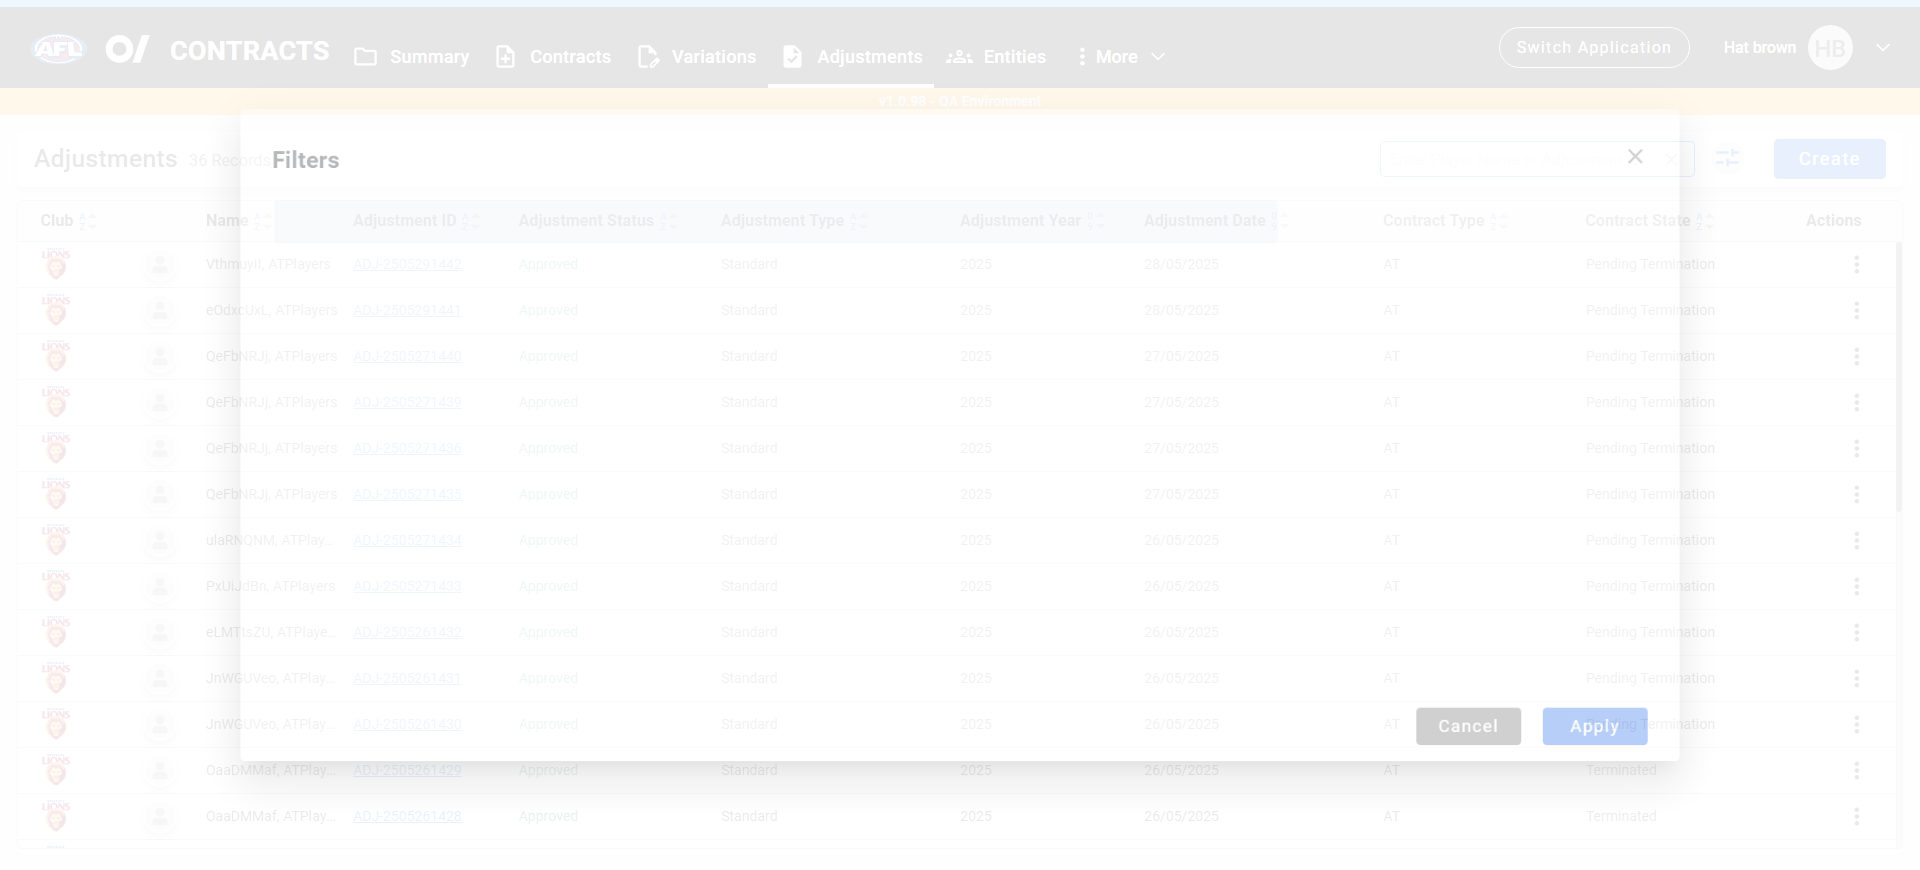 AFL CONTRACTS Summary Contracts Variations Adjustments Entities More Switch Application Hat brown HB
v1.0.98 - QA Environment
Adjustments 36 Records Filters Create
Club Name Adjustment ID Adjustment Status Adjustment Type Adjustment Year Adjustment Date Contract Type Contract State Actions
LIONS ATPlayers ADJ-2505291442 Approved Standard 2025 28/05/2025 AT Pending Termination
LIONS eOdxcUxL, ATPlayers ADJ-2505291441 Approved Standard 2025 28/05/2025 AT Pending Termination
LIONS QeFbNRJj, ATPlayers ADJ-2505271440 Approved Standard 2025 27/05/2025 AT Pending Termination
LIONS QeFbNRJj, ATPlayers ADJ-2505271439 Approved Standard 2025 27/05/2025 AT Pending Termination
LIONS QeFbNRJj, ATPlayers ADJ-2505271436 Approved Standard 2025 27/05/2025 AT Pending Termination
LIONS QeFbNRJj, ATPlayers ADJ-2505271435 Approved Standard 2025 27/05/2025 AT Pending Termination
LIONS ulaRNQNM, ATPlay... ADJ-2505271434 Approved Standard 2025 26/05/2025 AT Pending Termination
LIONS PxUiJdBn, ATPlayers ADJ-2505271433 Approved Standard 2025 26/05/2025 AT Pending Termination
LIONS eLMTtsZU, ATPlaye... ADJ-2505261432 Approved Standard 2025 26/05/2025 AT Pending Termination
LIONS JnWGUVeo, ATPlay... ADJ-2505261431 Approved Standard 2025 26/05/2025 AT Pending Termination
LIONS JnWGUVeo, ATPlay... ADJ-2505261430 Approved Standard 2025 26/05/2025 AT Pending Termination
Cancel Apply
LIONS OaaDMMaf, ATPlay... ADJ-2505261429 Approved Standard 2025 26/05/2025 AT Terminated
LIONS OaaDMMaf, ATPlay... ADJ-2505261428 Approved Standard 2025 26/05/2025 AT Terminated